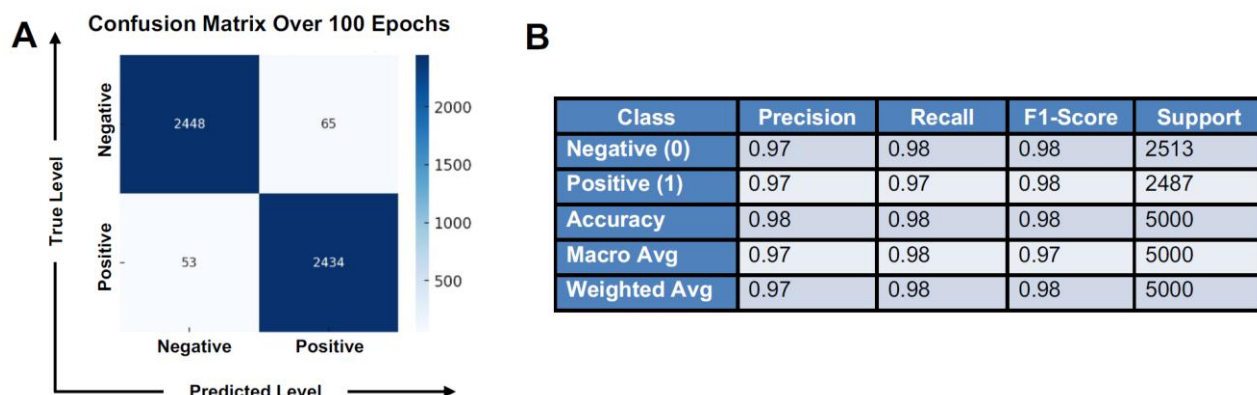 A
Confusion Matrix Over 100 Epochs
True Level
Negative
Positive
2448 65
53 2434
Negative Positive
Predicted Level
2000
1500
1000
500
B
Class Precision Recall F1-Score Support
Negative (0) 0.97 0.98 0.98 2513
Positive (1) 0.97 0.97 0.98 2487
Accuracy 0.98 0.98 0.98 5000
Macro Avg 0.97 0.98 0.97 5000
Weighted Avg 0.97 0.98 0.98 5000